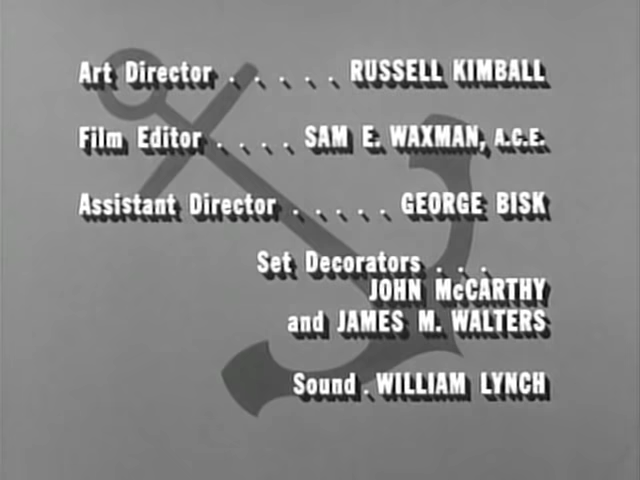 Art Director . . . . . RUSSELL KIMBALL
Film Editor . . . . SAM E. WAXMAN, A.C.E.
Assistant Director . . . . . GEORGE BISK
Set Decorators . . .
JOHN McCARTHY
and JAMES M. WALTERS
Sound . WILLIAM LYNCH